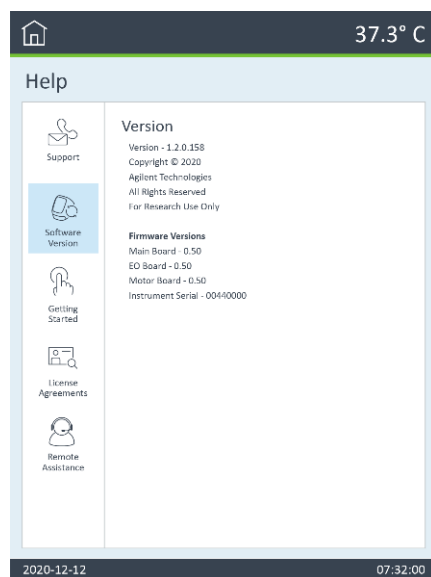 37.3° C
Help
Support
Software
Version
Getting
Started
License
Agreements
Remote
Assistance
Version
Version - 1.2.0.158
Copyright © 2020
Agilent Technologies
All Rights Reserved
For Research Use Only
Firmware Versions
Main Board - 0.50
EO Board - 0.50
Motor Board - 0.50
Instrument Serial - 00440000
2020-12-12
07:32:00